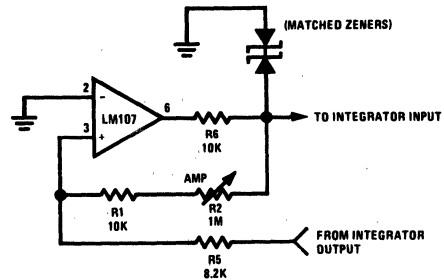 (MATCHED ZENERS)
2
-
LM107
6
3
+
R6
10K
TO INTEGRATOR INPUT
AMP
R1
10K
R2
1M
FROM INTEGRATOR
OUTPUT
R5
8.2K